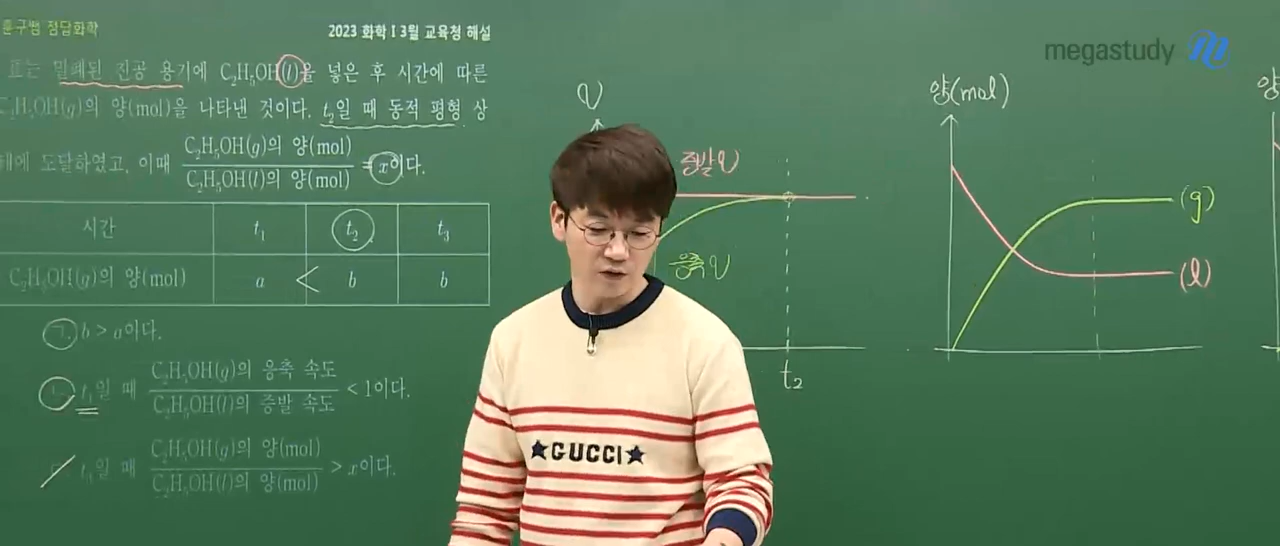 훈구쌤 정답화학
2023 화학Ⅰ 3월 교육청 해설
표는 밀폐된 진공 용기에 C₂H₅OH(l)을 넣은 후 시간에 따른
C₂H₅OH(g)의 양(mol)을 나타낸 것이다. t₂일 때 동적 평형 상
태에 도달하였고, 이때 C₂H₅OH(g)의 양(mol) / C₂H₅OH(l)의 양(mol) = x이다.
시간 t₁ t₂ t₃
C₂H₅OH(g)의 양(mol) a < b b
ㄱ. b > a이다.
ㄴ. t₁일 때 C₂H₅OH(g)의 응축 속도 / C₂H₅OH(l)의 증발 속도 < 1이다.
일 때 C₂H₅OH(g)의 양(mol) / C₂H₅OH(l)의 양(mol) > x이다.
v
증발 v
응축 v
t₂
★GUCCI★
megastudy
양(mol)
(g)
(l)
양